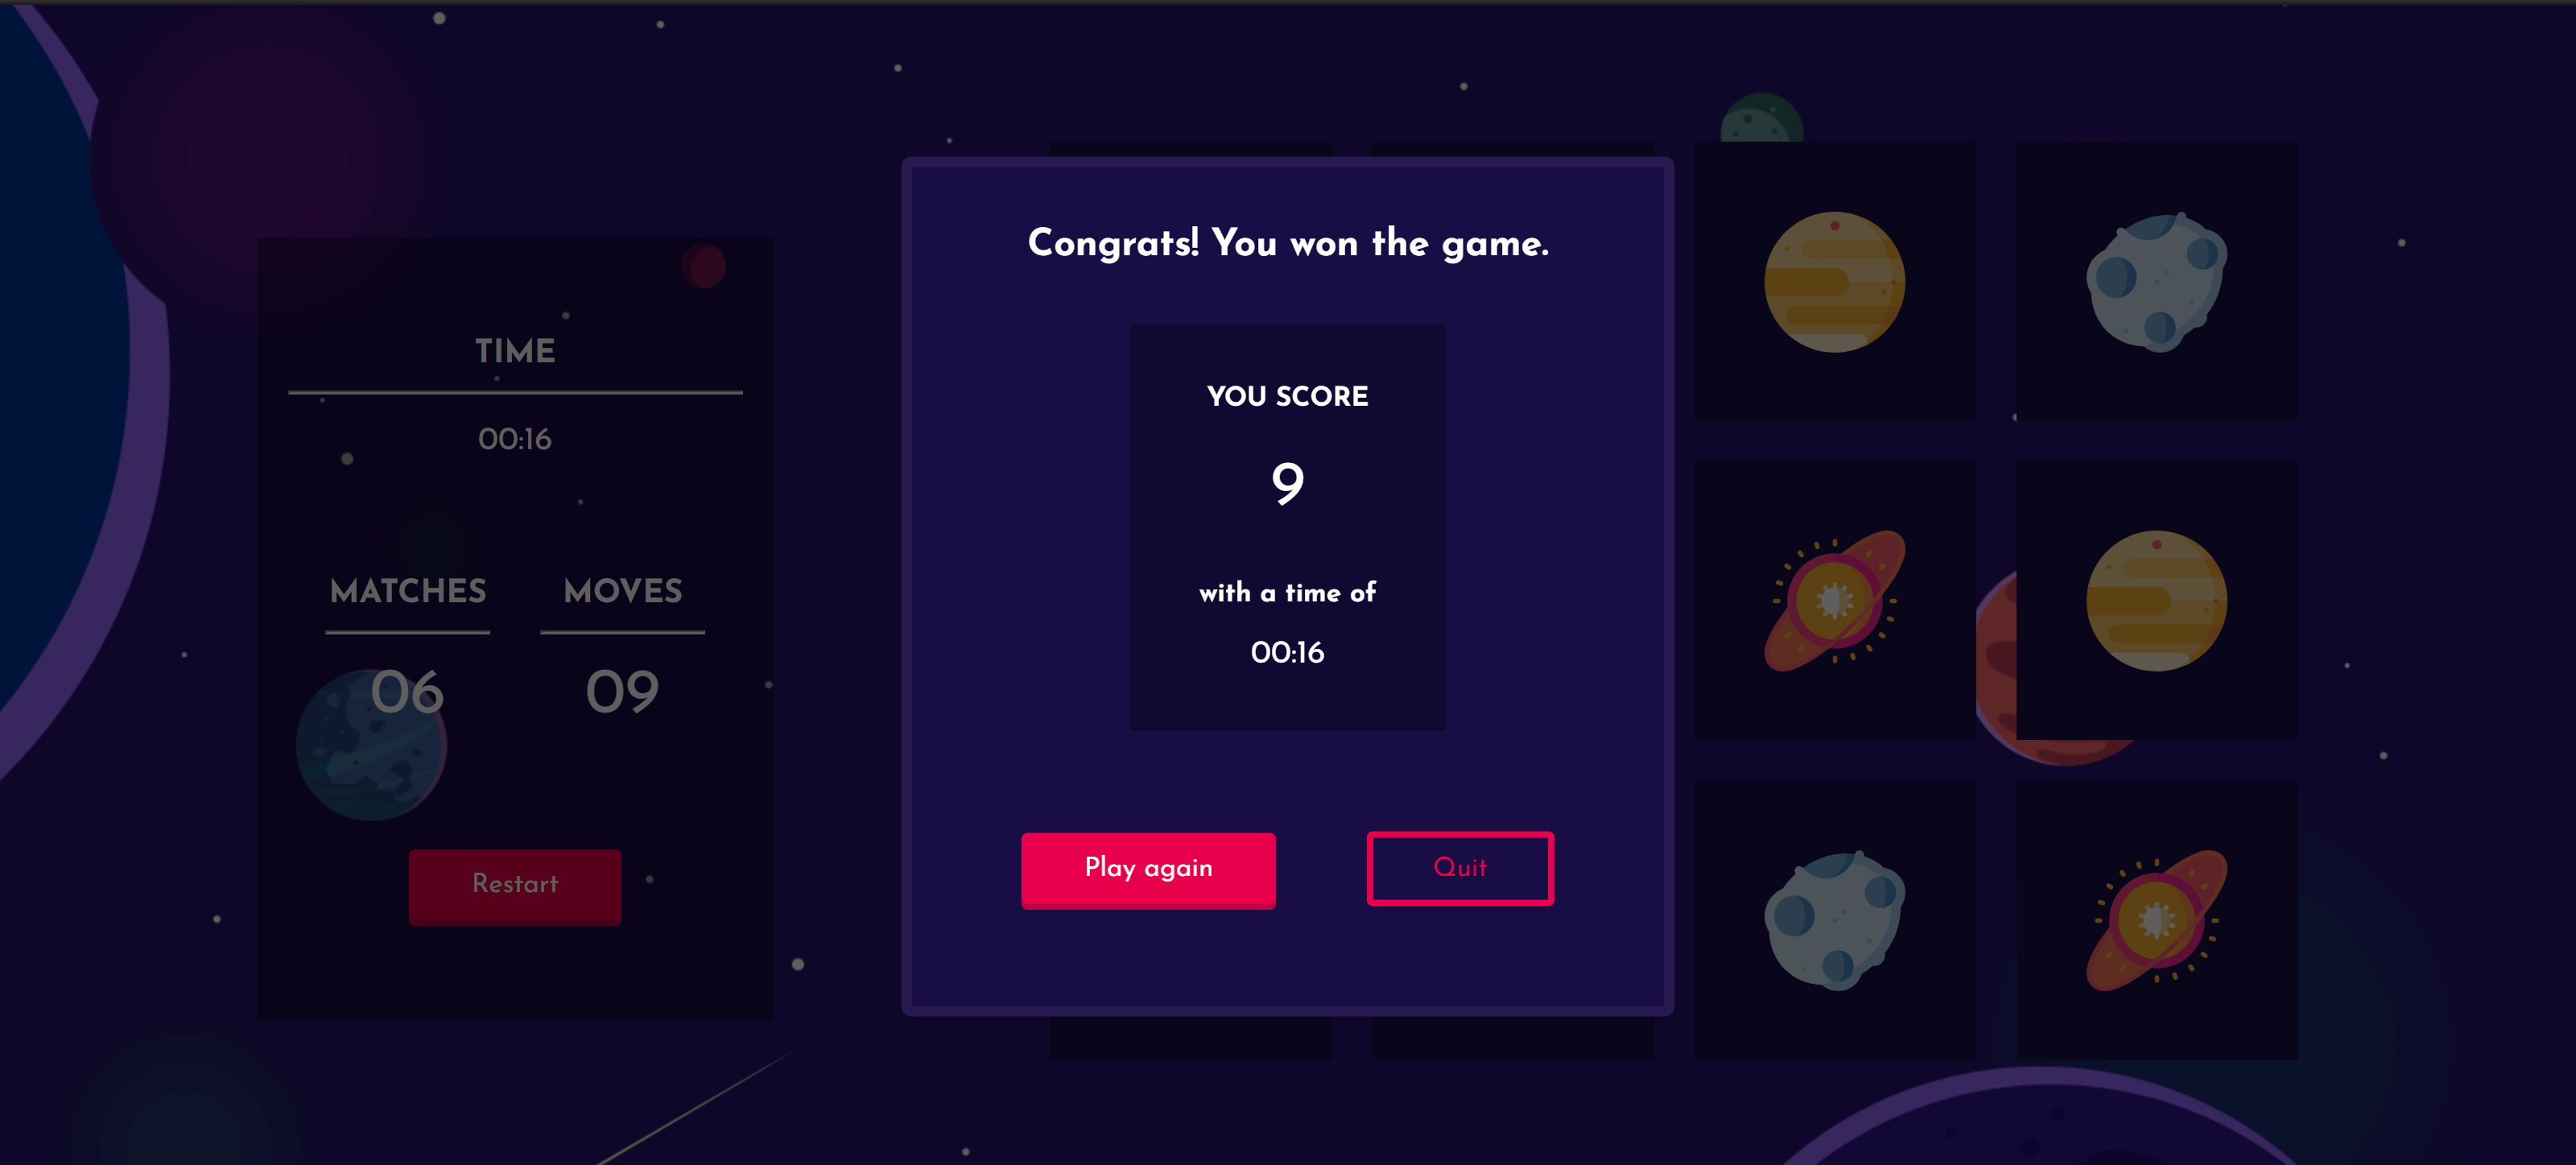 TIME
00:16
MATCHES MOVES
06 09
Restart
Congrats! You won the game.
YOU SCORE
9
with a time of
00:16
Play again
Quit